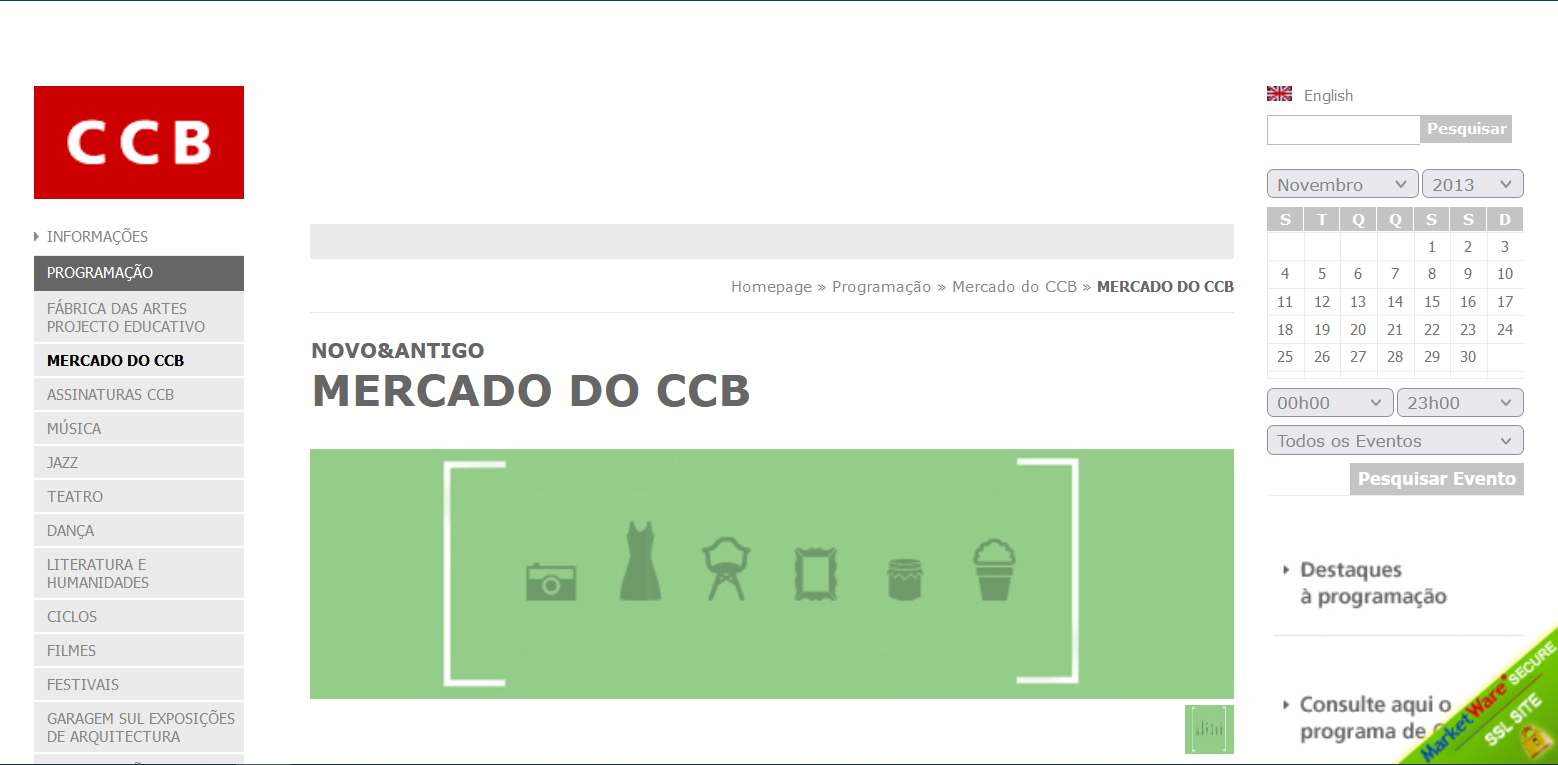 CCB
INFORMAÇÕES
PROGRAMAÇÃO
FÁBRICA DAS ARTES
PROJECTO EDUCATIVO
MERCADO DO CCB
ASSINATURAS CCB
MÚSICA
JAZZ
TEATRO
DANÇA
LITERATURA E
HUMANIDADES
CICLOS
FILMES
FESTIVAIS
GARAGEM SUL EXPOSIÇÕES
DE ARQUITECTURA
Homepage » Programação » Mercado do CCB » MERCADO DO CCB
NOVO&ANTIGO
MERCADO DO CCB
English
Pesquisar
Novembro 2013
S T Q Q S S D
1 2 3
4 5 6 7 8 9 10
11 12 13 14 15 16 17
18 19 20 21 22 23 24
25 26 27 28 29 30
00h00 23h00
Todos os Eventos
Pesquisar Evento
Destaques
à programação
Consulte aqui o
programa de
MarketWare SECURE
SSL SITE